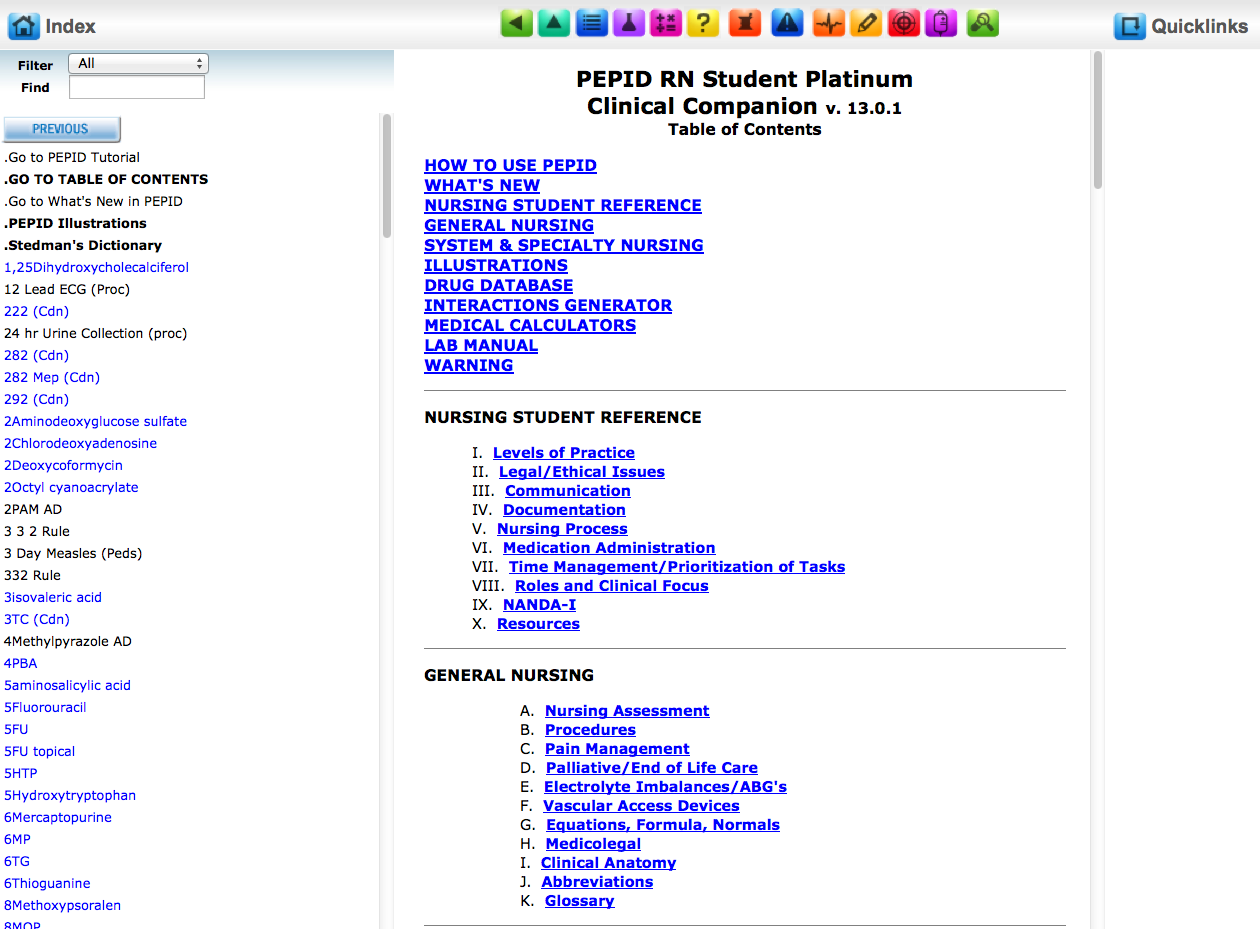 Index
Quicklinks
Filter All
Find
PREVIOUS
.Go to PEPID Tutorial
.GO TO TABLE OF CONTENTS
.Go to What's New in PEPID
.PEPID Illustrations
.Stedman's Dictionary
1,25Dihydroxycholecalciferol
12 Lead ECG (Proc)
222 (Cdn)
24 hr Urine Collection (proc)
282 (Cdn)
282 Mep (Cdn)
292 (Cdn)
2Aminodeoxyglucose sulfate
2Chlorodeoxyadenosine
2Deoxycoformycin
2Octyl cyanoacrylate
2PAM AD
3 3 2 Rule
3 Day Measles (Peds)
332 Rule
3isovaleric acid
3TC (Cdn)
4Methylpyrazole AD
4PBA
5aminosalicylic acid
5Fluorouracil
5FU
5FU topical
5HTP
5Hydroxytryptophan
6Mercaptopurine
6MP
6TG
6Thioguanine
8Methoxypsoralen
8MOP
PEPID RN Student Platinum
Clinical Companion v. 13.0.1
Table of Contents
HOW TO USE PEPID
WHAT'S NEW
NURSING STUDENT REFERENCE
GENERAL NURSING
SYSTEM & SPECIALTY NURSING
ILLUSTRATIONS
DRUG DATABASE
INTERACTIONS GENERATOR
MEDICAL CALCULATORS
LAB MANUAL
WARNING
NURSING STUDENT REFERENCE
I. Levels of Practice
II. Legal/Ethical Issues
III. Communication
IV. Documentation
V. Nursing Process
VI. Medication Administration
VII. Time Management/Prioritization of Tasks
VIII. Roles and Clinical Focus
IX. NANDA-I
X. Resources
GENERAL NURSING
A. Nursing Assessment
B. Procedures
C. Pain Management
D. Palliative/End of Life Care
E. Electrolyte Imbalances/ABG's
F. Vascular Access Devices
G. Equations, Formula, Normals
H. Medicolegal
I. Clinical Anatomy
J. Abbreviations
K. Glossary